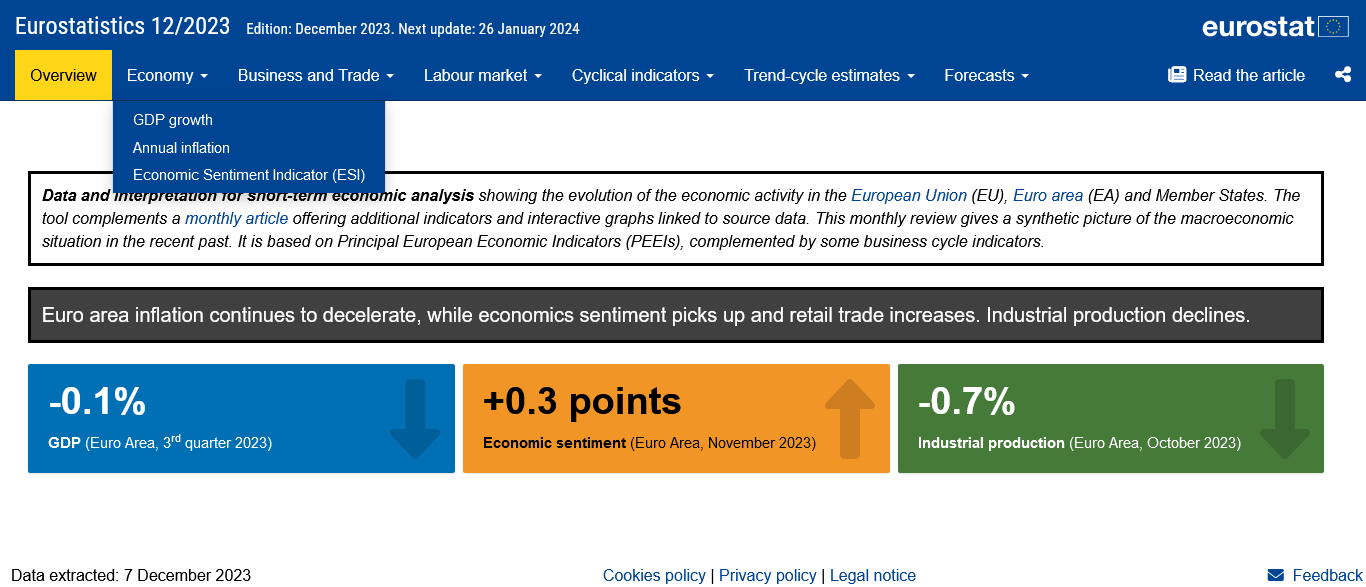 Eurostatistics 12/2023 Edition: December 2023. Next update: 26 January 2024
eurostat
Overview Economy Business and Trade Labour market Cyclical indicators Trend-cycle estimates Forecasts Read the article
GDP growth
Annual inflation
Economic Sentiment Indicator (ESI)
Data and interpretation for short-term economic analysis showing the evolution of the economic activity in the European Union (EU), Euro area (EA) and Member States. The
tool complements a monthly article offering additional indicators and interactive graphs linked to source data. This monthly review gives a synthetic picture of the macroeconomic
situation in the recent past. It is based on Principal European Economic Indicators (PEEIs), complemented by some business cycle indicators.
Euro area inflation continues to decelerate, while economics sentiment picks up and retail trade increases. Industrial production declines.
-0.1%
GDP (Euro Area, 3rd quarter 2023)
+0.3 points
Economic sentiment (Euro Area, November 2023)
-0.7%
Industrial production (Euro Area, October 2023)
Data extracted: 7 December 2023 Cookies policy | Privacy policy | Legal notice Feedback